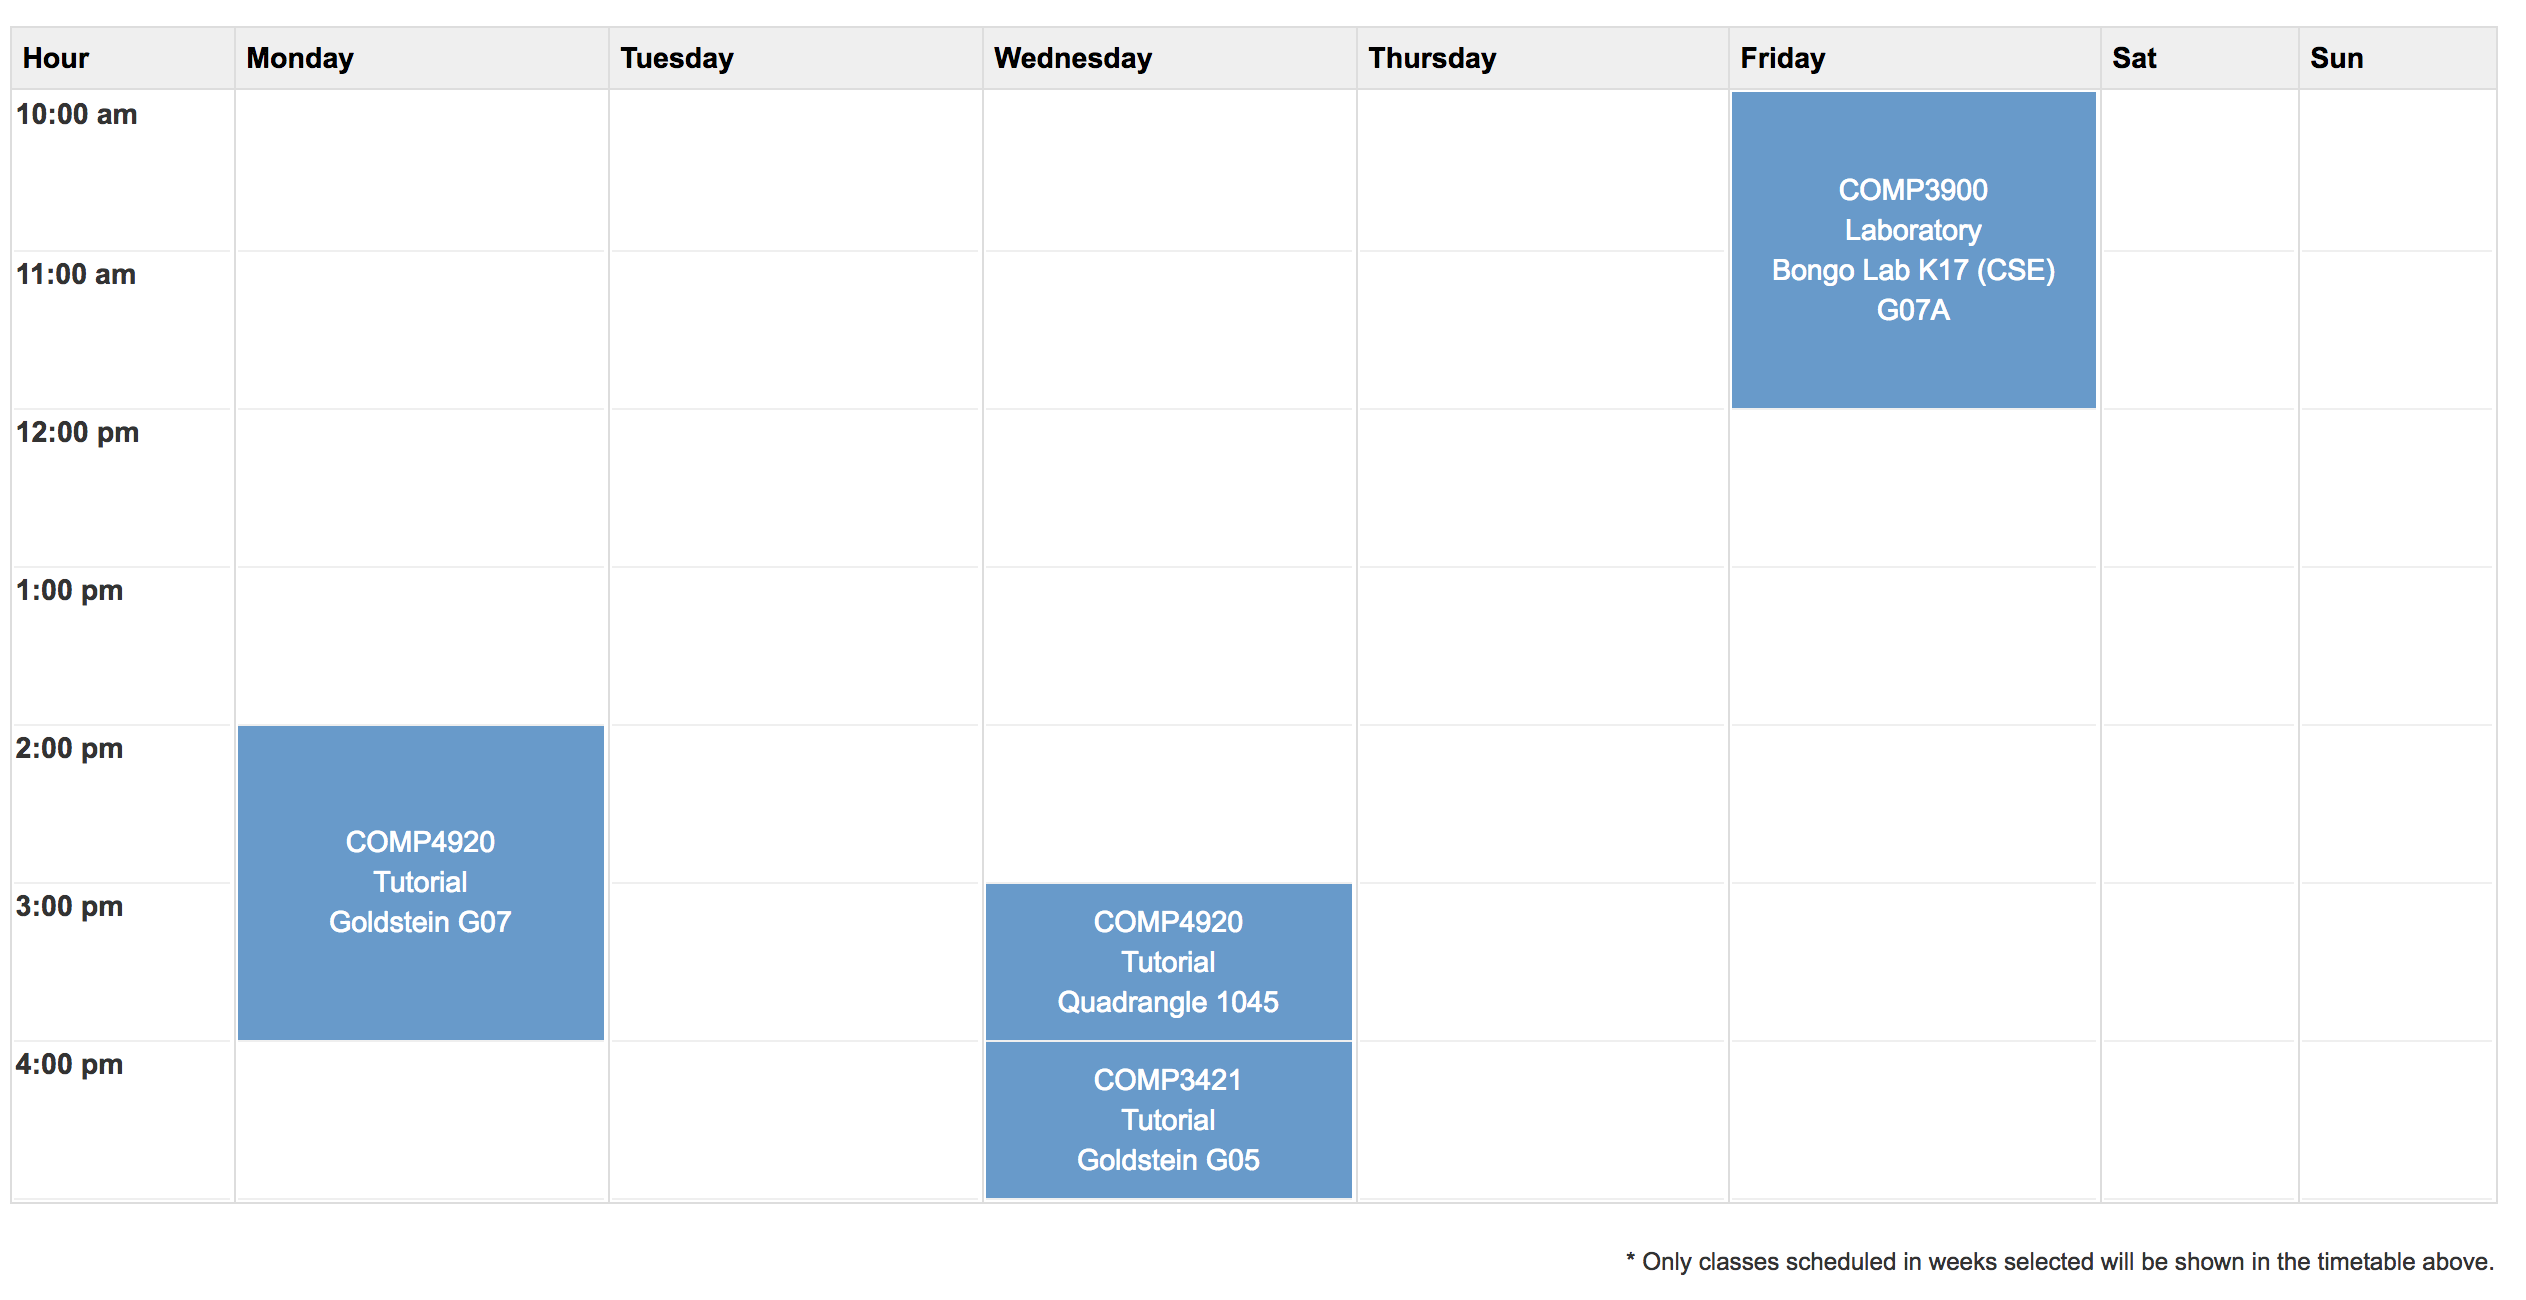 Hour Monday Tuesday Wednesday Thursday Friday Sat Sun
10:00 am
COMP3900
Laboratory
Bongo Lab K17 (CSE)
G07A
11:00 am
12:00 pm
1:00 pm
2:00 pm
COMP4920
Tutorial
Goldstein G07
3:00 pm
COMP4920
Tutorial
Quadrangle 1045
4:00 pm
COMP3421
Tutorial
Goldstein G05
* Only classes scheduled in weeks selected will be shown in the timetable above.